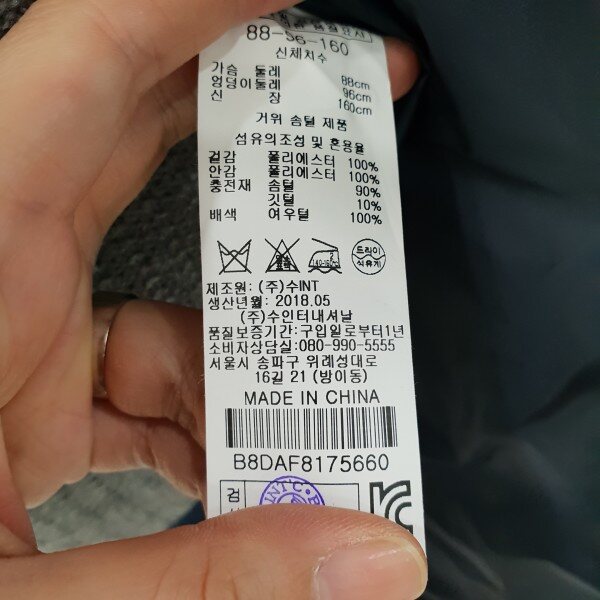 88-96-160
신체치수
가슴 둘레 88cm
엉덩이둘레 96cm
신 장 160cm
거위 솜털 제품
섬유의조성 및 혼용율
겉감 폴리에스터 100%
안감 폴리에스터 100%
충전재 솜털 90%
깃털 10%
배색 여우털 100%
드라이
석유계
제조원: (주)수INT
생산년월: 2018.05
(주)수인터내셔날
품질보증기간:구입일로부터1년
소비자상담실:080-990-5555
서울시 송파구 위례성대로
16길 21 (방이동)
MADE IN CHINA
B8DAF8175660
검